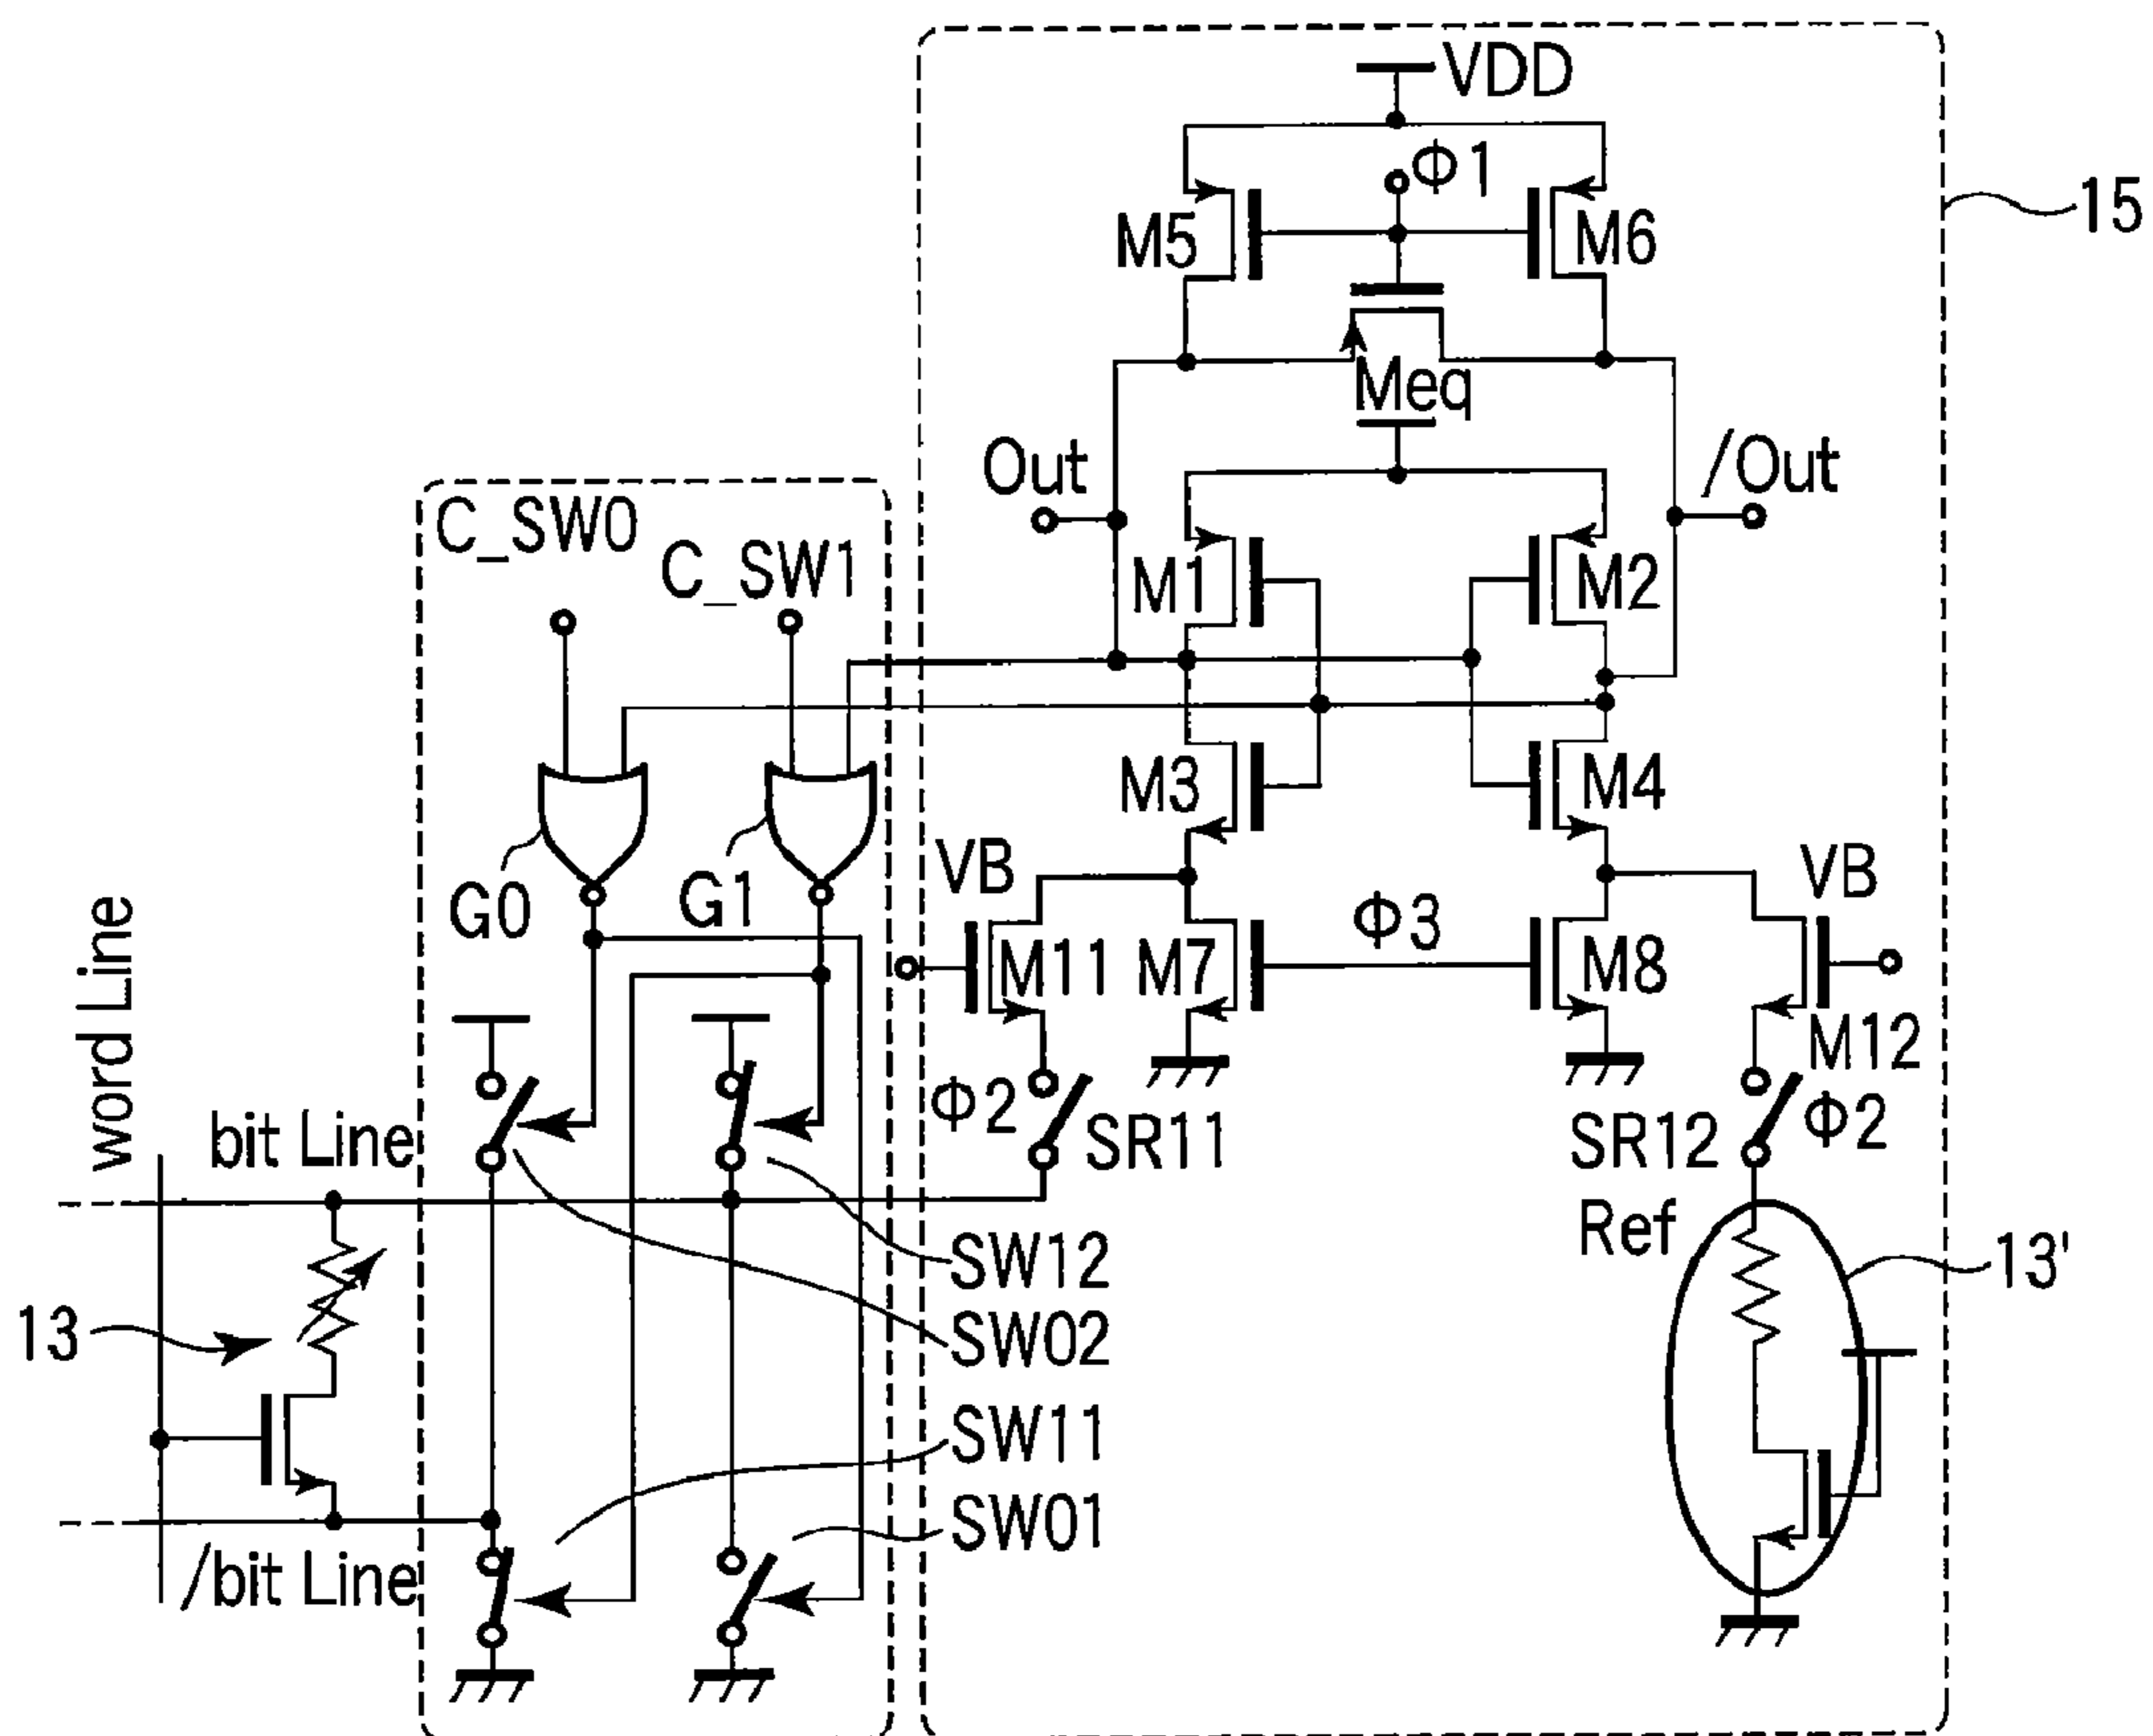 VDD
Φ1
M5
M6
15
Meq
Out
/Out
C_SW0
C_SW1
M1
M2
M3
M4
G0
G1
VB
VB
Φ3
M11
M7
M8
M12
word Line
bit Line
Φ2
SR11
SR12
Φ2
Ref
SW12
13'
SW02
13
SW11
SW01
/bit Line